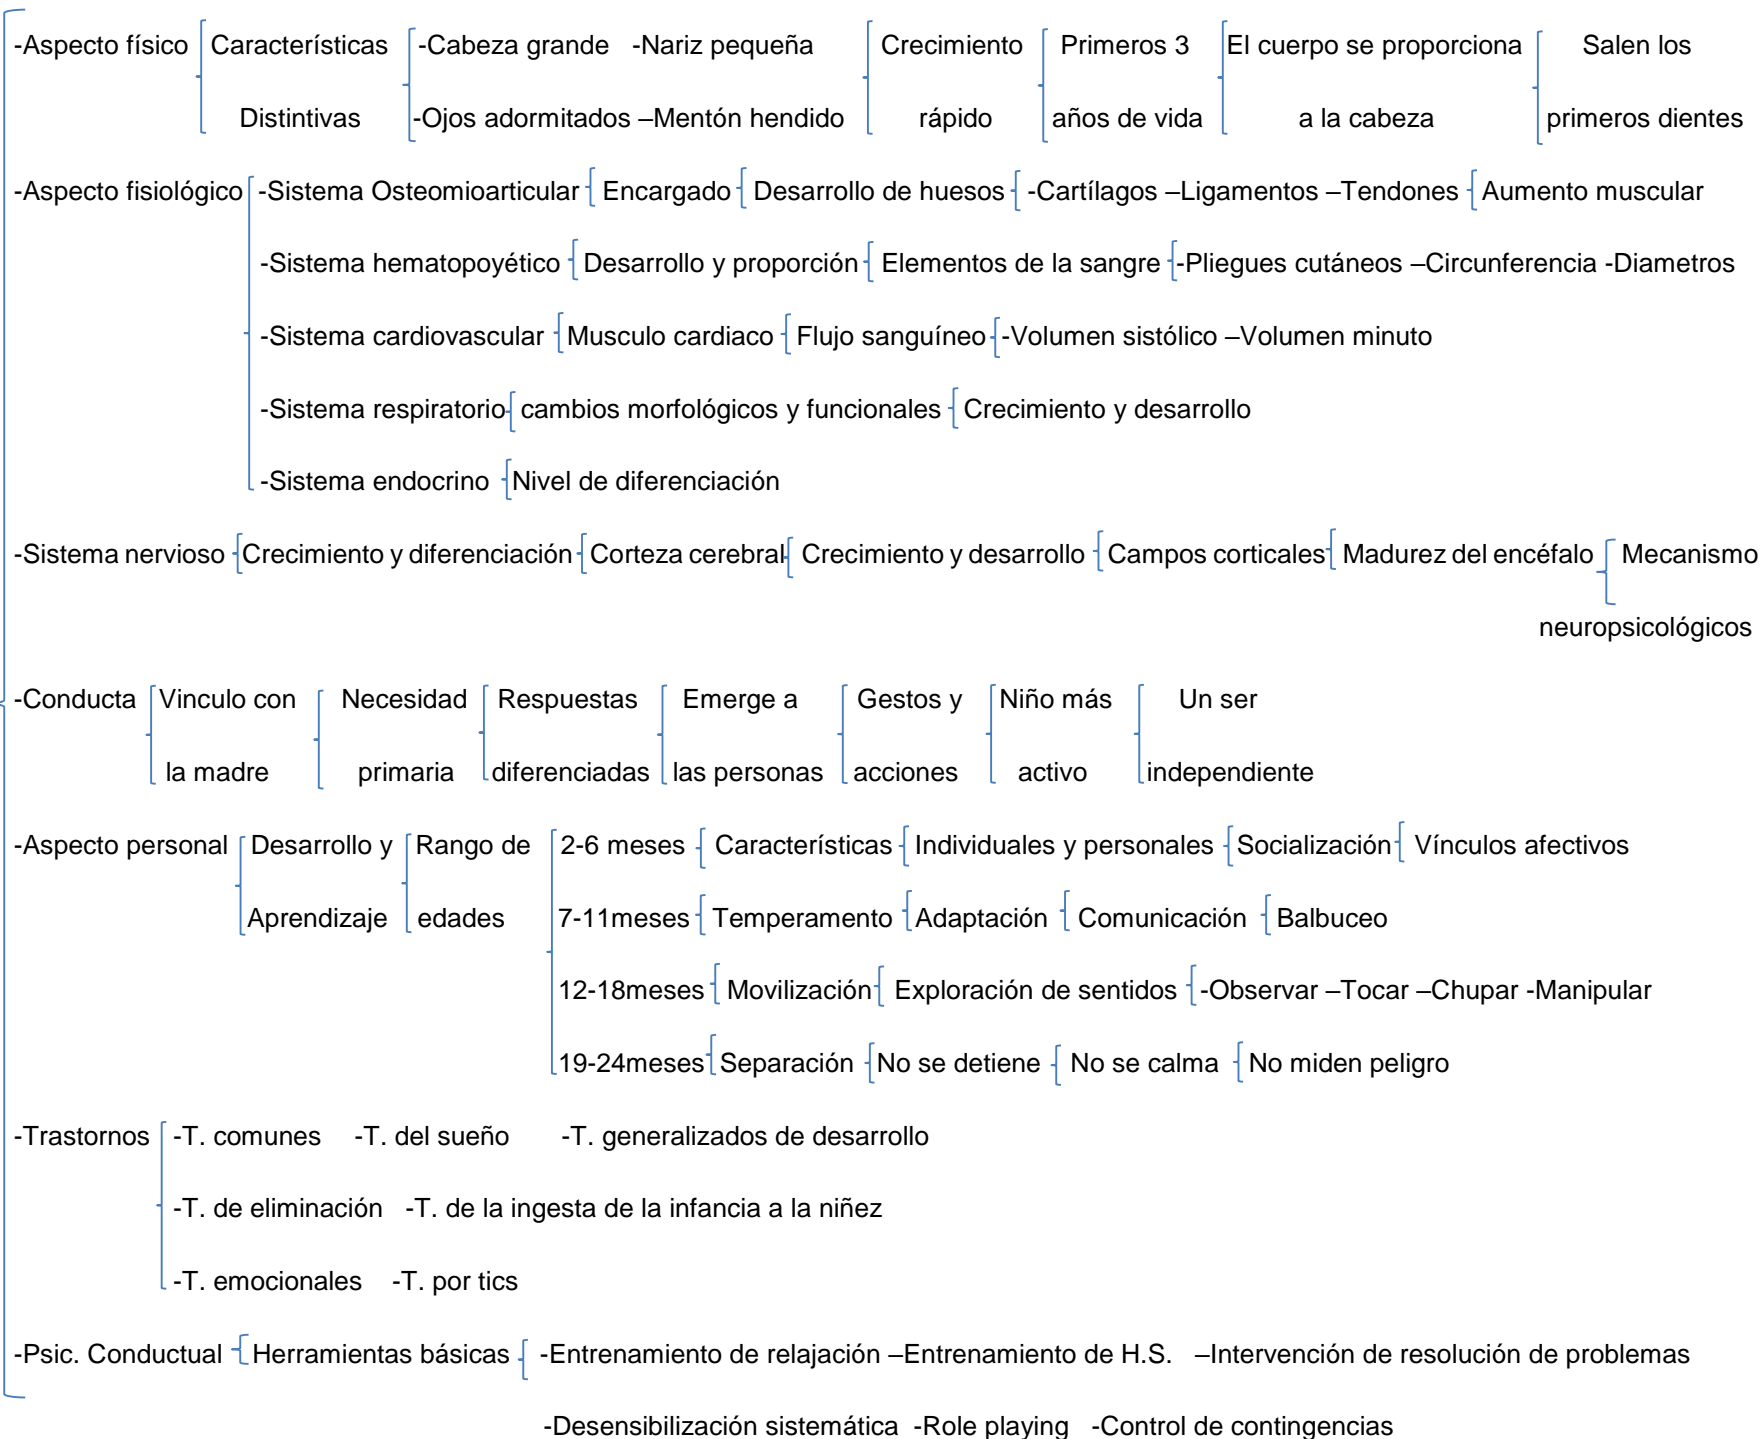 -Aspecto físico Características -Cabeza grande -Nariz pequeña Crecimiento Primeros 3 El cuerpo se proporciona Salen los
Distintivas -Ojos adormitados –Mentón hendido rápido años de vida a la cabeza primeros dientes
-Aspecto fisiológico -Sistema Osteomioarticular Encargado Desarrollo de huesos -Cartílagos –Ligamentos –Tendones Aumento muscular
-Sistema hematopoyético Desarrollo y proporción Elementos de la sangre -Pliegues cutáneos –Circunferencia -Diametros
-Sistema cardiovascular Musculo cardiaco Flujo sanguíneo -Volumen sistólico –Volumen minuto
-Sistema respiratorio cambios morfológicos y funcionales Crecimiento y desarrollo
-Sistema endocrino Nivel de diferenciación
-Sistema nervioso Crecimiento y diferenciación Corteza cerebral Crecimiento y desarrollo Campos corticales Madurez del encéfalo Mecanismo
neuropsicológicos
-Conducta Vinculo con Necesidad Respuestas Emerge a Gestos y Niño más Un ser
la madre primaria diferenciadas las personas acciones activo independiente
-Aspecto personal Desarrollo y Rango de 2-6 meses Características Individuales y personales Socialización Vínculos afectivos
Aprendizaje edades 7-11meses Temperamento Adaptación Comunicación Balbuceo
12-18meses Movilización Exploración de sentidos -Observar –Tocar –Chupar -Manipular
19-24meses Separación No se detiene No se calma No miden peligro
-Trastornos -T. comunes -T. del sueño -T. generalizados de desarrollo
-T. de eliminación -T. de la ingesta de la infancia a la niñez
-T. emocionales -T. por tics
-Psic. Conductual Herramientas básicas -Entrenamiento de relajación –Entrenamiento de H.S. –Intervención de resolución de problemas
-Desensibilización sistemática -Role playing -Control de contingencias